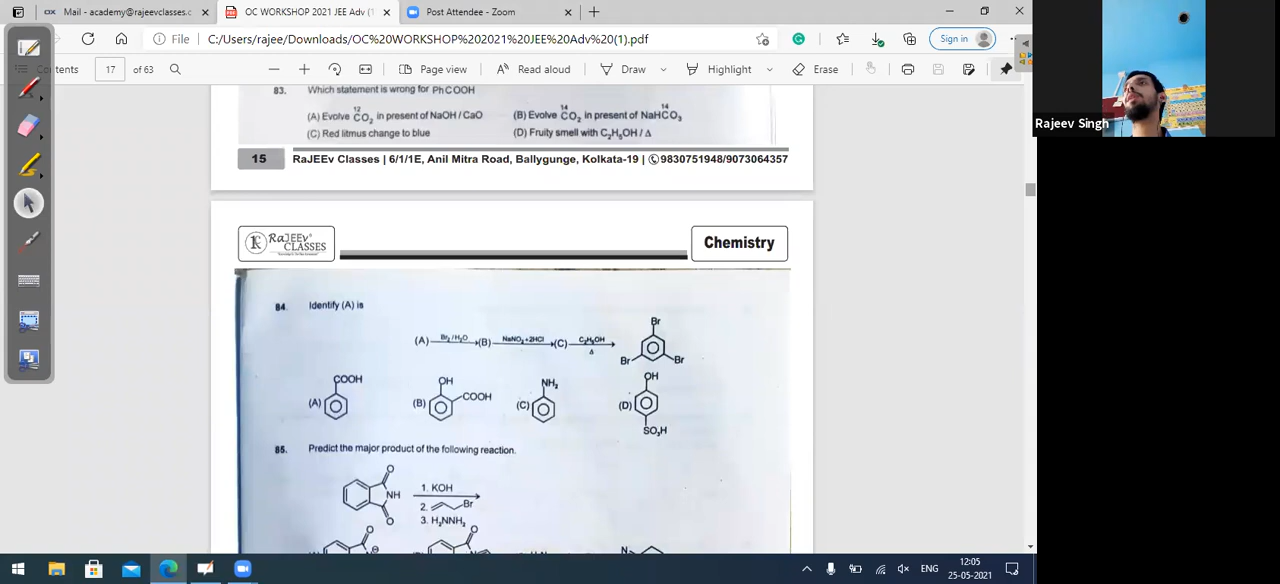 Mail - academy@rajeevclasses.c
OC WORKSHOP 2021 JEE Adv (1).
Post Attendee - Zoom
File
C:/Users/rajee/Downloads/OC%20WORKSHOP%202021%20JEE%20Adv%20(1).pdf
Sign in
tents
17 of 63
Page view
Read aloud
Draw
Highlight
Erase
Rajeev Singh
83. Which statement is wrong for PhCOOH
(A) Evolve ¹²CO₂ in present of NaOH / CaO
(B) Evolve ¹⁴CO₂ in present of NaH¹⁴CO₃
(C) Red litmus change to blue
(D) Fruity smell with C₂H₅OH / Δ
15
RaJEEv Classes | 6/1/1E, Anil Mitra Road, Ballygunge, Kolkata-19 | 9830751948/9073064357
RaJEEv CLASSES
Chemistry
84. Identify (A) is
(A) Br₂/H₂O (B) NaNO₂+2HCl (C) C₂H₅OH Δ
Br
Br
Br
(A) COOH
(B) OH COOH
(C) NH₂
(D) OH SO₃H
85. Predict the major product of the following reaction.
O
NH
O
1. KOH
2. Br
3. H₂NNH₂
O
O
N
ENG
12:05
25-05-2021